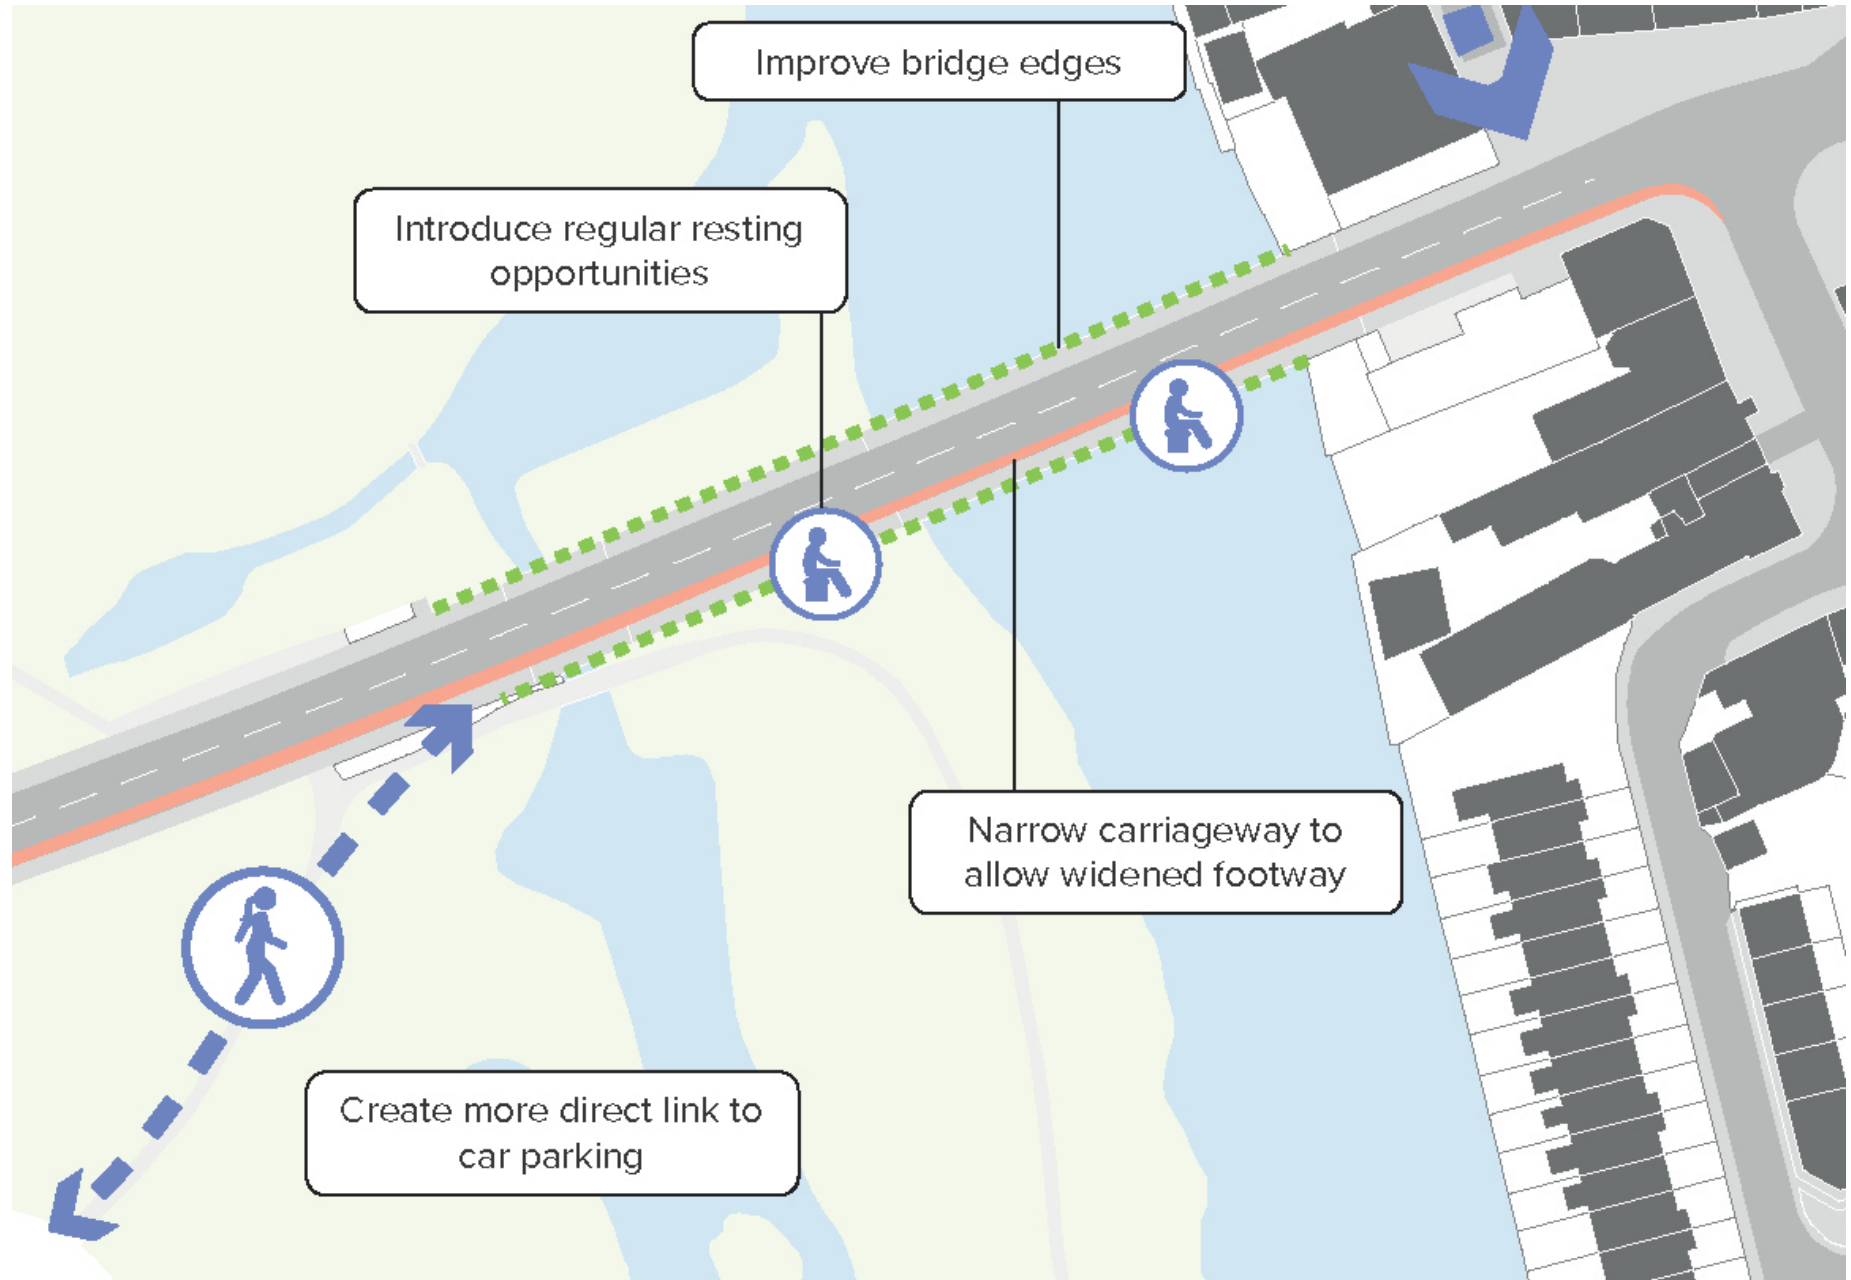 Improve bridge edges
Introduce regular resting
opportunities
Narrow carriageway to
allow widened footway
Create more direct link to
car parking